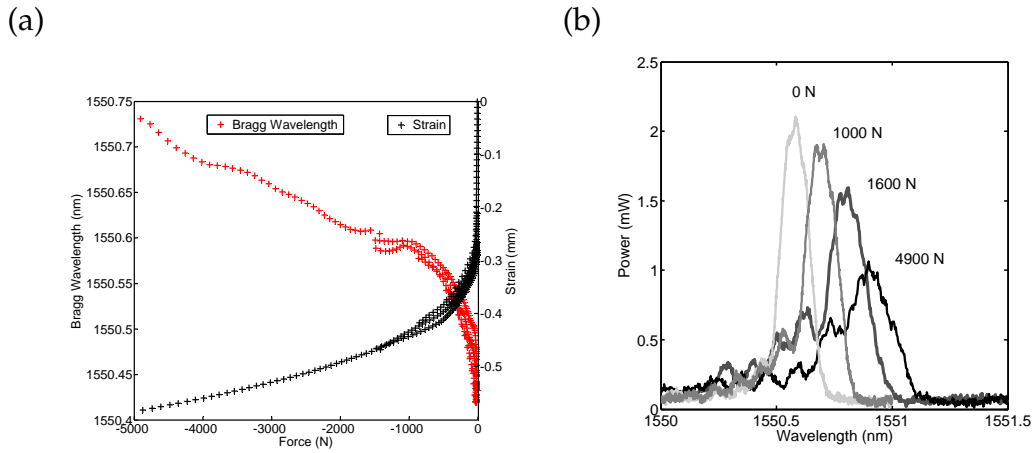 (a)
1550.75
1550.7
1550.65
1550.6
1550.55
1550.5
1550.45
1550.4
Bragg Wavelength (nm)
Bragg Wavelength
Strain
0
-0.1
-0.2
-0.3
-0.4
-0.5
Strain (mm)
-5000
-4000
-3000
-2000
-1000
0
Force (N)
(b)
2.5
2
1.5
1
0.5
0
Power (mW)
0 N
1000 N
1600 N
4900 N
1550
1550.5
1551
1551.5
Wavelength (nm)